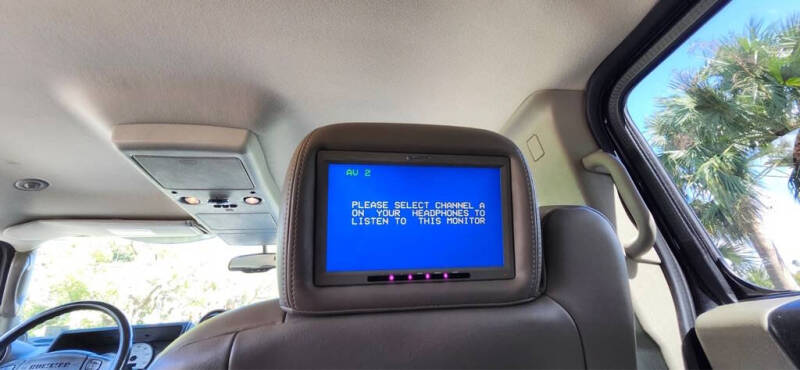 AV 2
PLEASE SELECT CHANNEL A
ON YOUR HEADPHONES TO
LISTEN TO THIS MONITOR